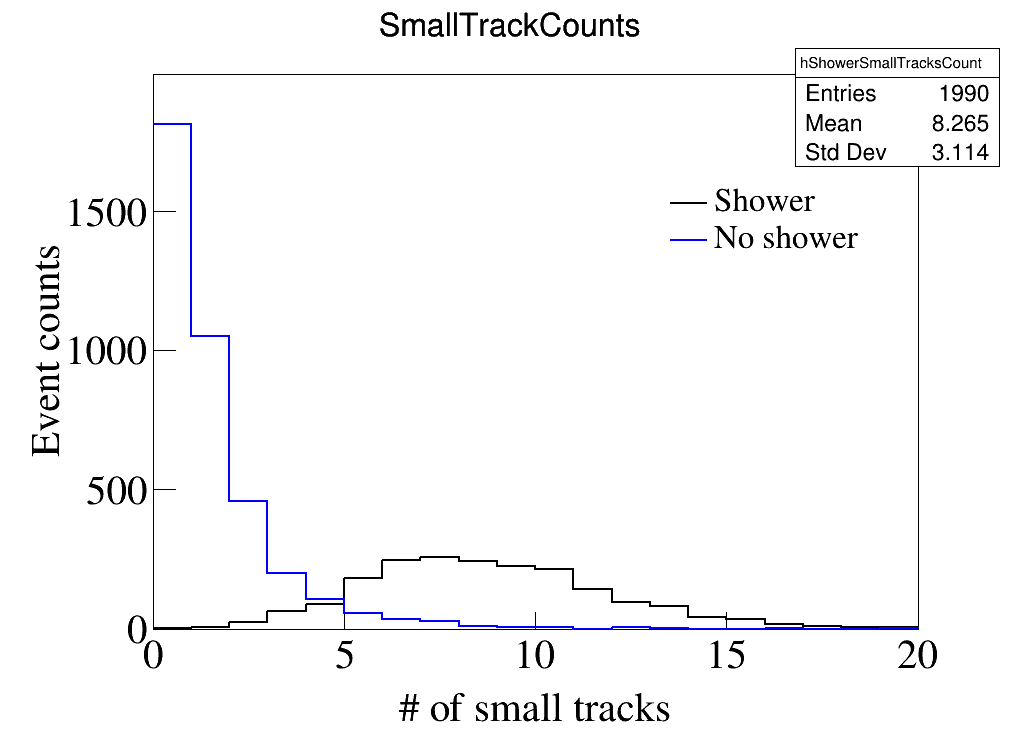 SmallTrackCounts
hShowerSmallTracksCount
Entries 1990
Mean 8.265
Std Dev 3.114
Shower
No shower
Event counts
1500
1000
500
0
0 5 10 15 20
# of small tracks